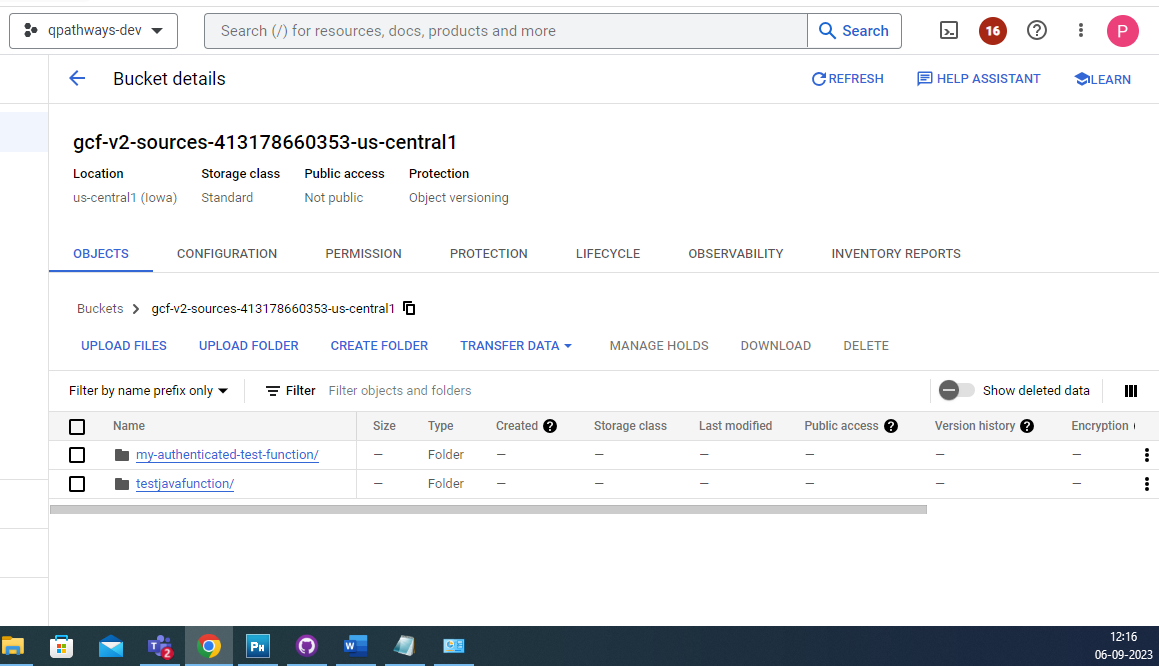 qpathways-dev
Search (/) for resources, docs, products and more
Search
16
P
Bucket details
REFRESH
HELP ASSISTANT
LEARN
gcf-v2-sources-413178660353-us-central1
Location Storage class Public access Protection
us-central1 (Iowa) Standard Not public Object versioning
OBJECTS CONFIGURATION PERMISSION PROTECTION LIFECYCLE OBSERVABILITY INVENTORY REPORTS
Buckets > gcf-v2-sources-413178660353-us-central1
UPLOAD FILES UPLOAD FOLDER CREATE FOLDER TRANSFER DATA MANAGE HOLDS DOWNLOAD DELETE
Filter by name prefix only Filter Filter objects and folders Show deleted data
Name Size Type Created Storage class Last modified Public access Version history Encryption
my-authenticated-test-function/ — Folder — — — — — —
testjavafunction/ — Folder — — — — — —
2
PH
W
12:16
06-09-2023